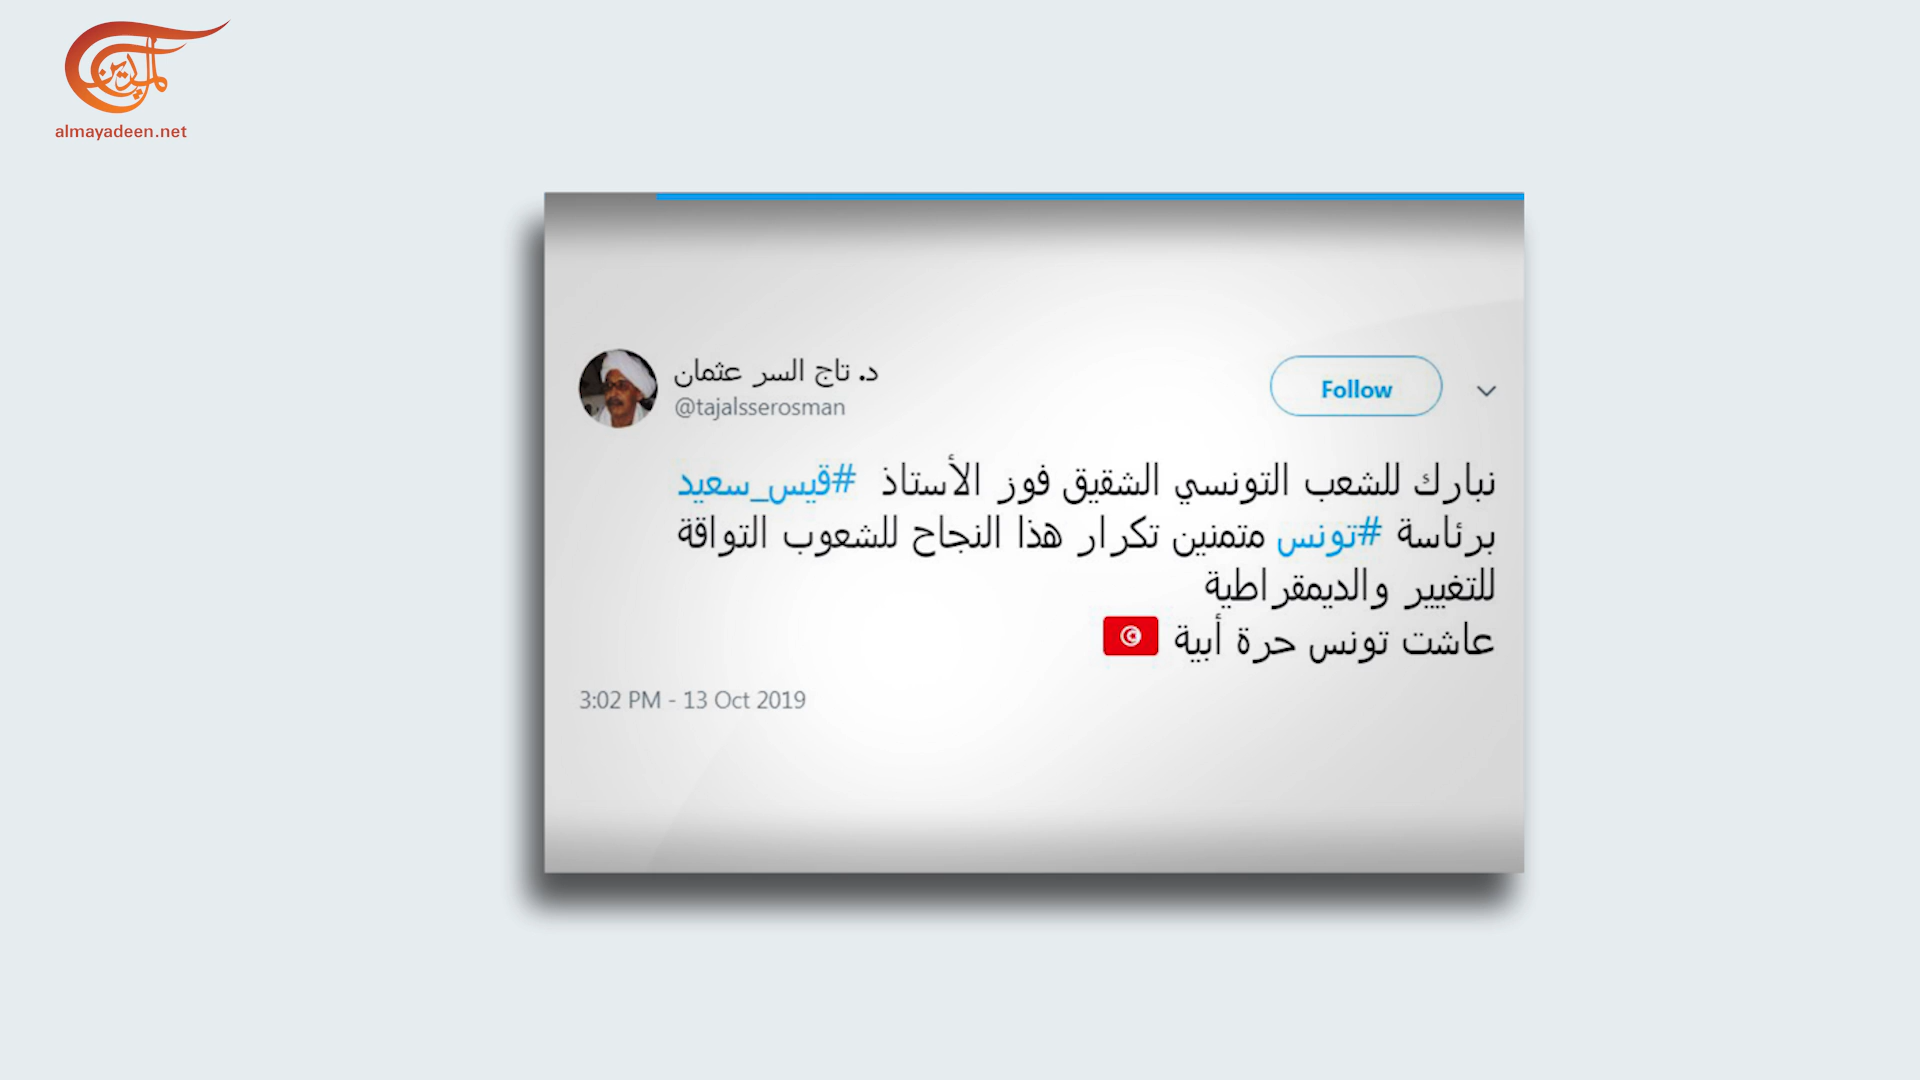 الميادين
almayadeen.net
د. تاج السر عثمان
@tajalsserosman
Follow
نبارك للشعب التونسي الشقيق فوز الأستاذ #قيس_سعيد
برئاسة #تونس متمنين تكرار هذا النجاح للشعوب التواقة
للتغيير والديمقراطية
عاشت تونس حرة أبية
3:02 PM - 13 Oct 2019